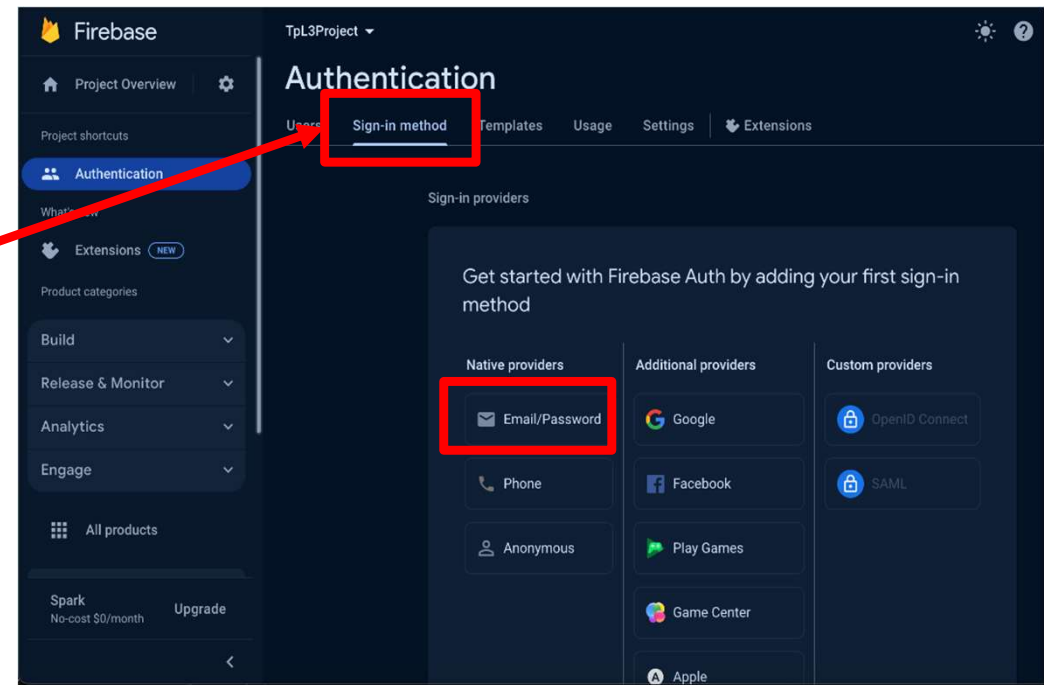 Firebase
Project Overview
Project shortcuts
Authentication
What's new
Extensions NEW
Product categories
Build
Release & Monitor
Analytics
Engage
All products
Spark
No-cost $0/month
Upgrade
TpL3Project
Authentication
Users Sign-in method Templates Usage Settings Extensions
Sign-in providers
Get started with Firebase Auth by adding your first sign-in
method
Native providers
Email/Password
Phone
Anonymous
Additional providers
Google
Facebook
Play Games
Game Center
Apple
Custom providers
OpenID Connect
SAML